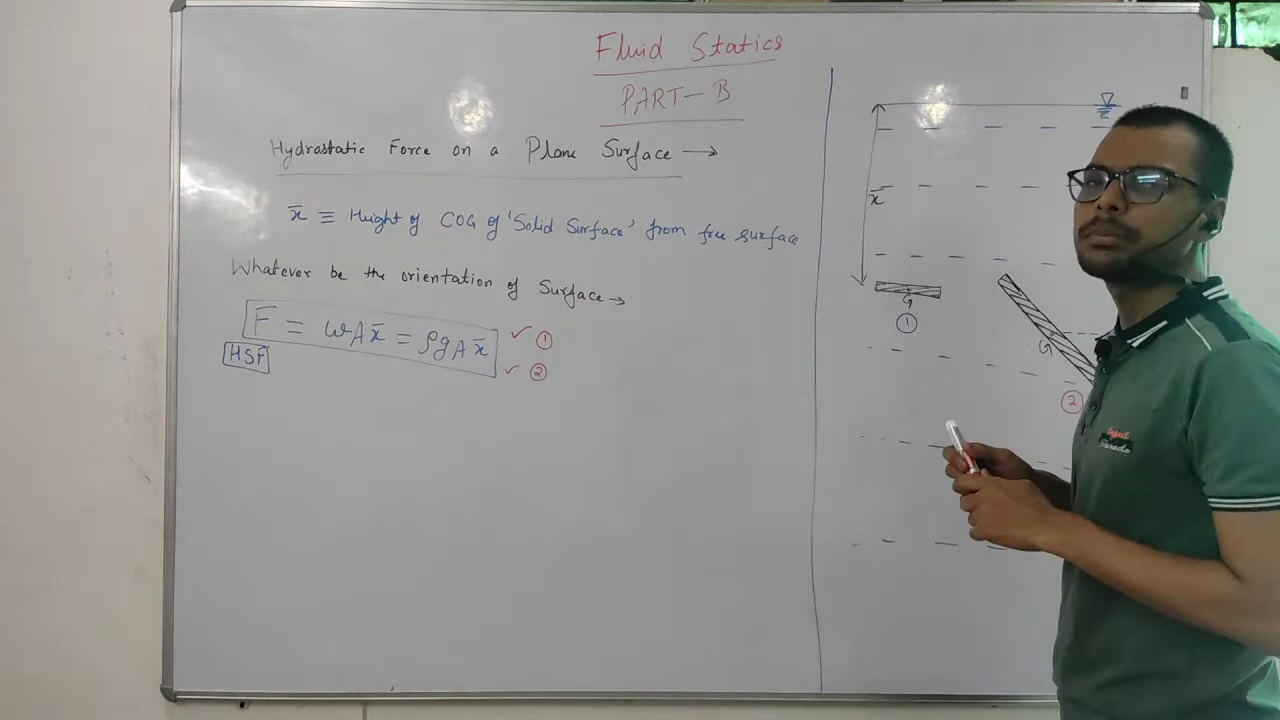 Fluid Statics
PART-B
Hydrostatic Force on a Plane Surface →
x̄ ≡ Height of COG of 'Solid Surface' from free surface
Whatever be the orientation of Surface →
F = wAx̄ = ρgAx̄ ✓ ①
HSF ✓ ②
x̄
G
①
G
②